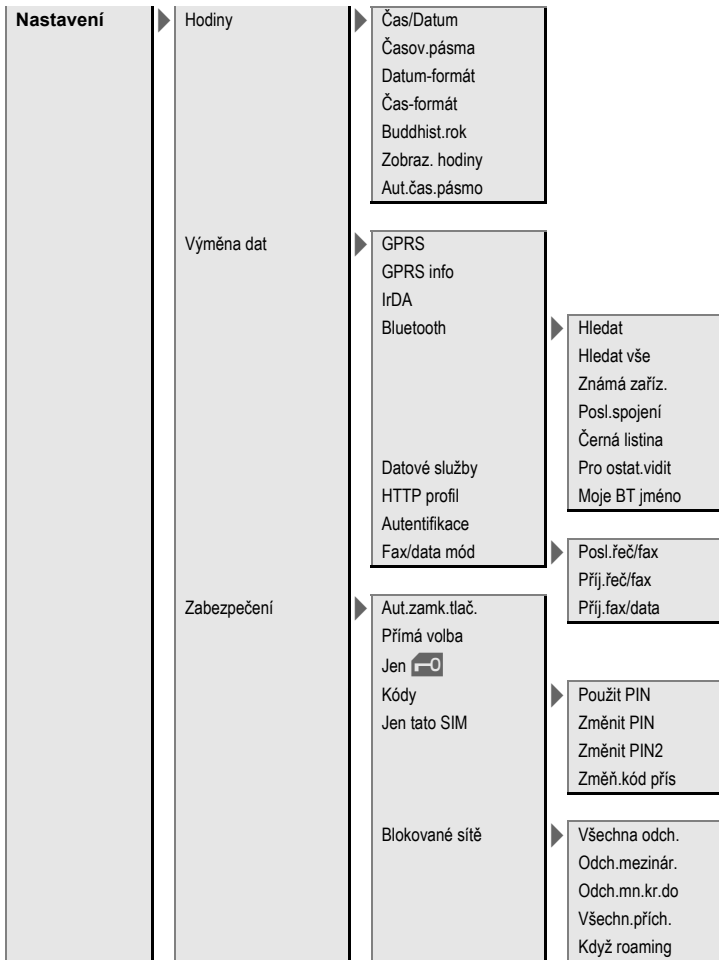 Nastavení
Hodiny
Čas/Datum
Časov.pásma
Datum-formát
Čas-formát
Buddhist.rok
Zobraz. hodiny
Aut.čas.pásmo
Výměna dat
GPRS
GPRS info
IrDA
Bluetooth
Hledat
Hledat vše
Známá zaříz.
Posl.spojení
Černá listina
Pro ostat.vidit
Moje BT jméno
Datové služby
HTTP profil
Autentifikace
Fax/data mód
Posl.řeč/fax
Příj.řeč/fax
Příj.fax/data
Zabezpečení
Aut.zamk.tlač.
Přímá volba
Jen
Kódy
Použit PIN
Změnit PIN
Změnit PIN2
Změň.kód přís
Jen tato SIM
Blokované sítě
Všechna odch.
Odch.mezinár.
Odch.mn.kr.do
Všechn.přích.
Když roaming